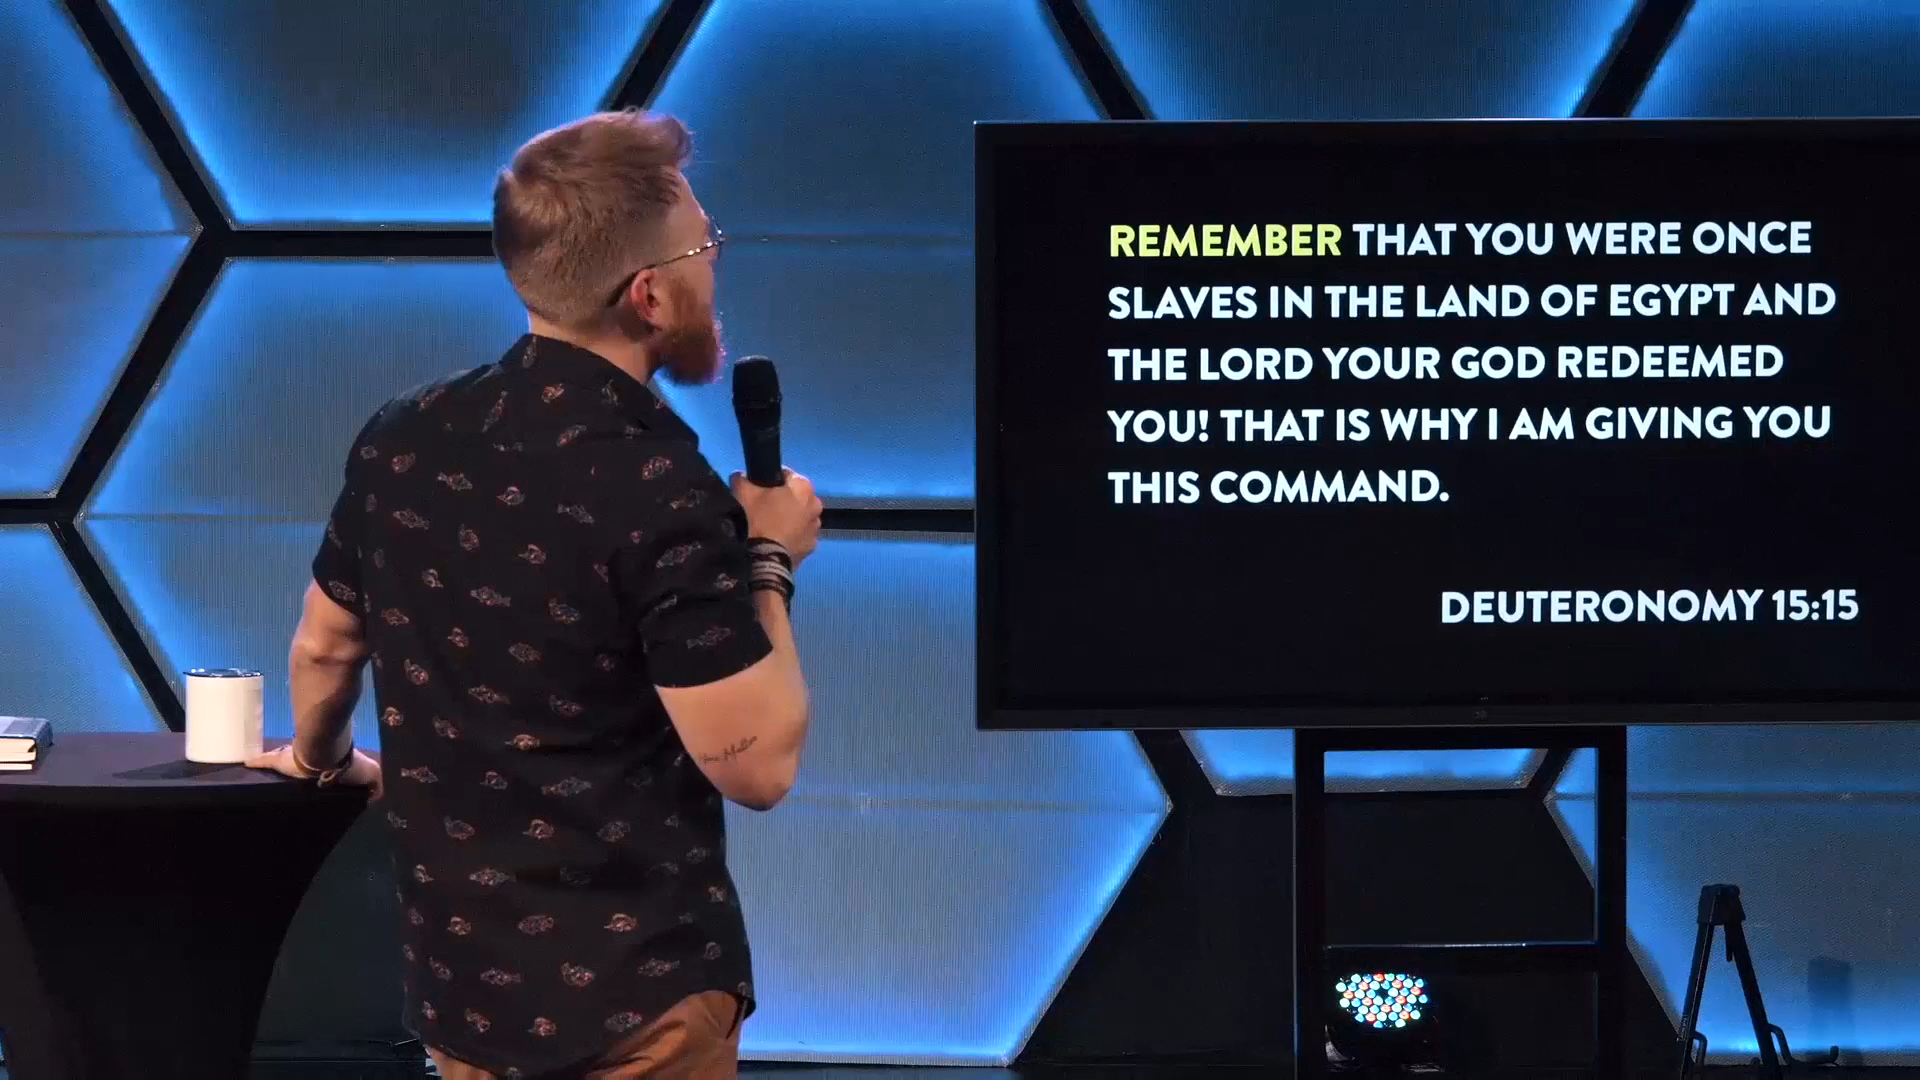 REMEMBER THAT YOU WERE ONCE
SLAVES IN THE LAND OF EGYPT AND
THE LORD YOUR GOD REDEEMED
YOU! THAT IS WHY I AM GIVING YOU
THIS COMMAND.
DEUTERONOMY 15:15